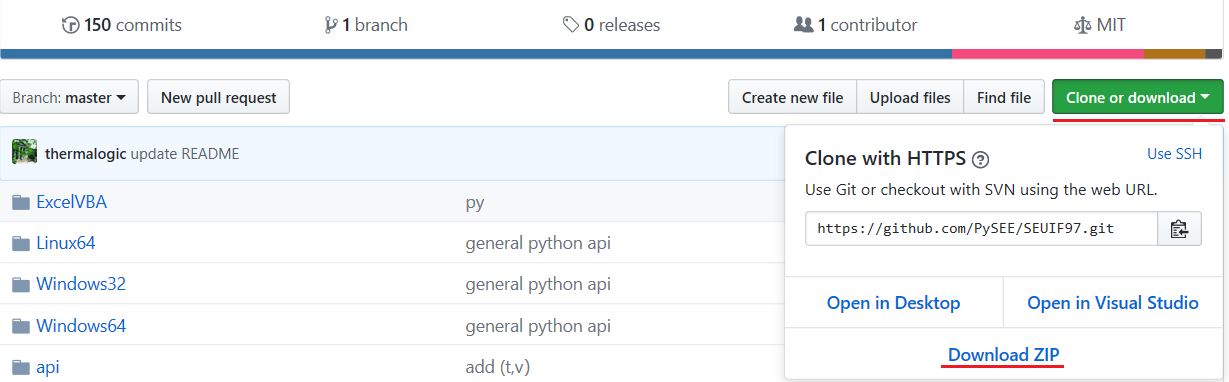 150 commits 1 branch 0 releases 1 contributor MIT
Branch: master New pull request Create new file Upload files Find file Clone or download
thermalogic update README
Clone with HTTPS ? Use SSH
Use Git or checkout with SVN using the web URL.
https://github.com/PySEE/SEUIF97.git
Open in Desktop Open in Visual Studio
Download ZIP
ExcelVBA py
Linux64 general python api
Windows32 general python api
Windows64 general python api
api add (t,v)